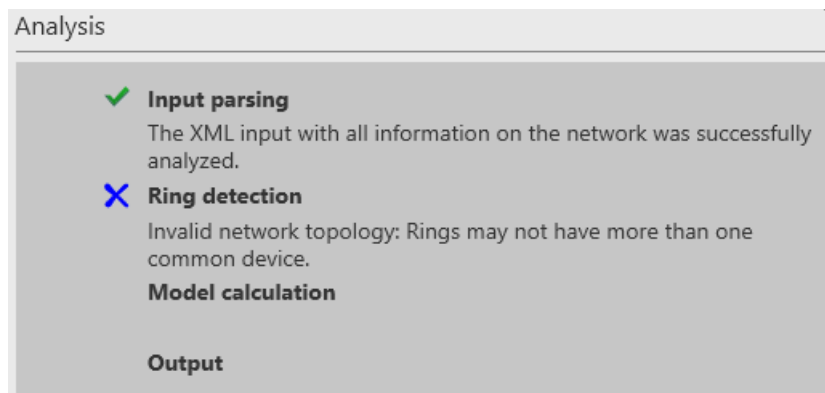 Analysis
Input parsing
The XML input with all information on the network was successfully
analyzed.
Ring detection
Invalid network topology: Rings may not have more than one
common device.
Model calculation
Output